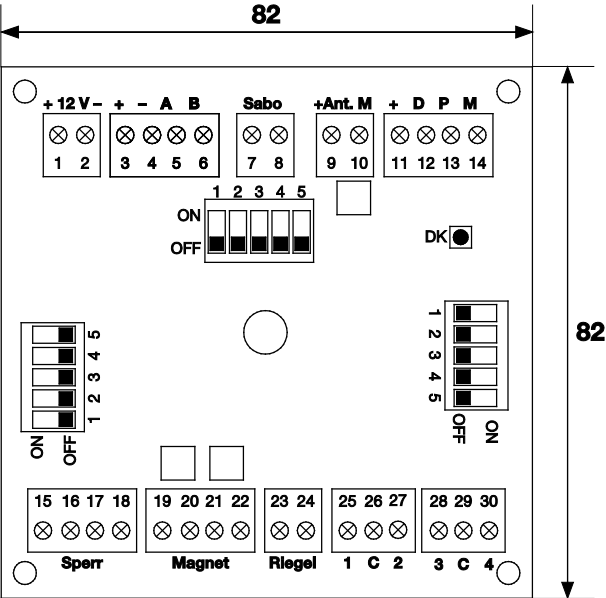 82
+ 12 V – + – A B Sabo +Ant. M + D P M
1 2 3 4 5 6 7 8 9 10 11 12 13 14
1 2 3 4 5
ON
OFF
DK
82
1
2
3
4
5
OFF ON
5
4
3
2
1
ON OFF
15 16 17 18 19 20 21 22 23 24 25 26 27 28 29 30
Sperr Magnet Riegel 1 C 2 3 C 4